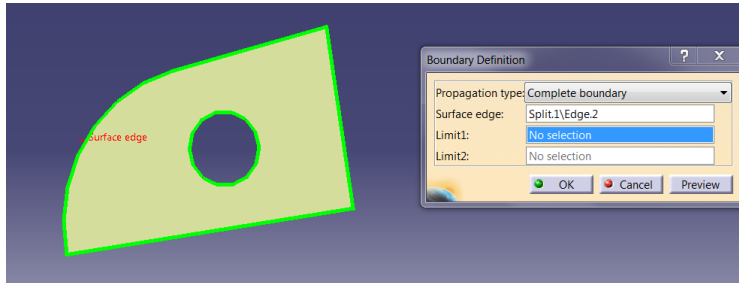 Surface edge
Boundary Definition
? X
Propagation type: Complete boundary
Surface edge: Split.1\Edge.2
Limit1: No selection
Limit2: No selection
OK Cancel Preview